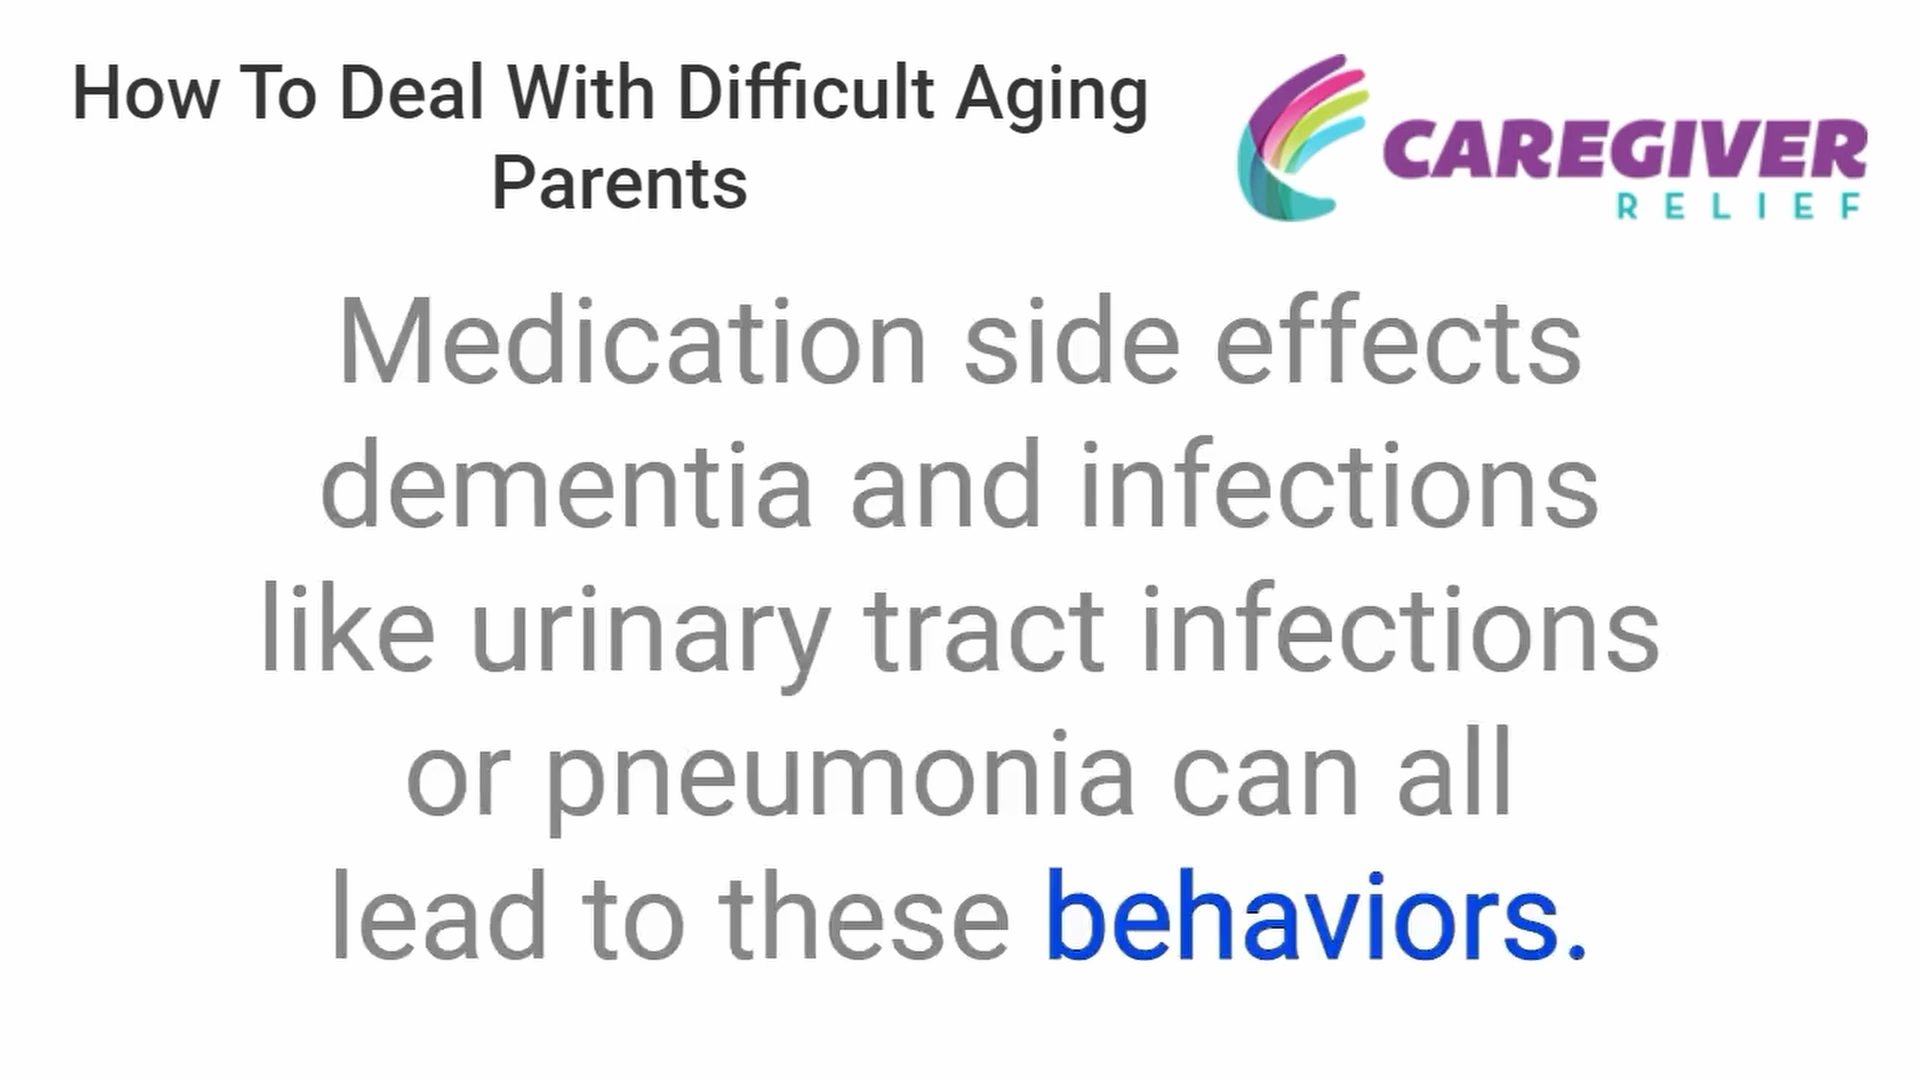 How To Deal With Difficult Aging
Parents
CAREGIVER
RELIEF
Medication side effects
dementia and infections
like urinary tract infections
or pneumonia can all
lead to these behaviors.